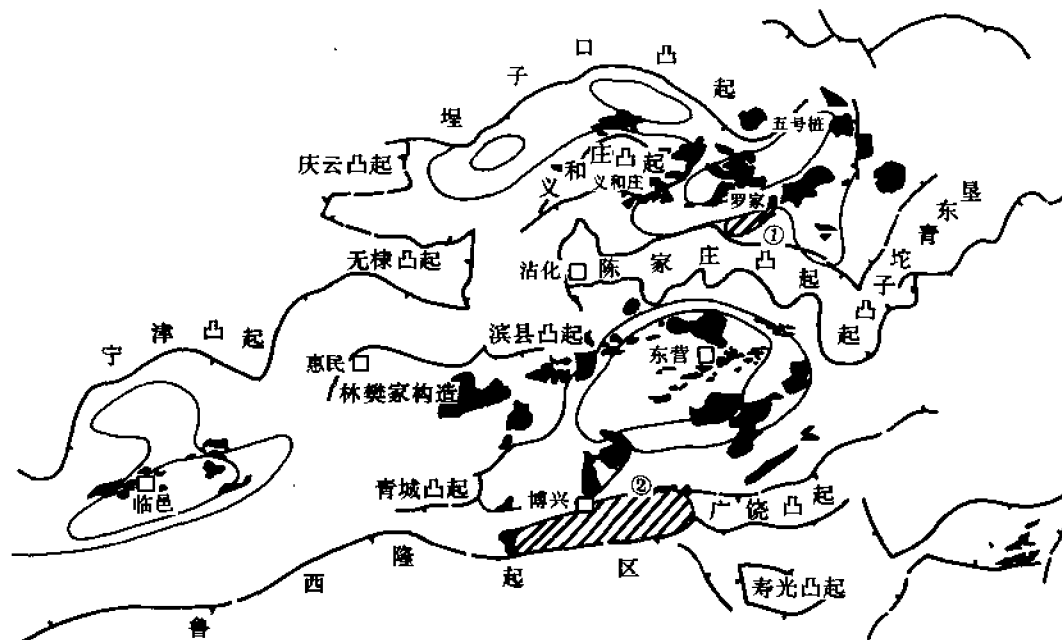 埕子口凸起
五号桩
庆云凸起
义和庄凸起
义和庄
罗家
①
垦东青坨子凸起
无棣凸起
沾化
陈家庄凸起
宁津凸起
滨县凸起
惠民
东营
林樊家构造
临邑
青城凸起
博兴
②
广饶凸起
鲁西隆起区
寿光凸起